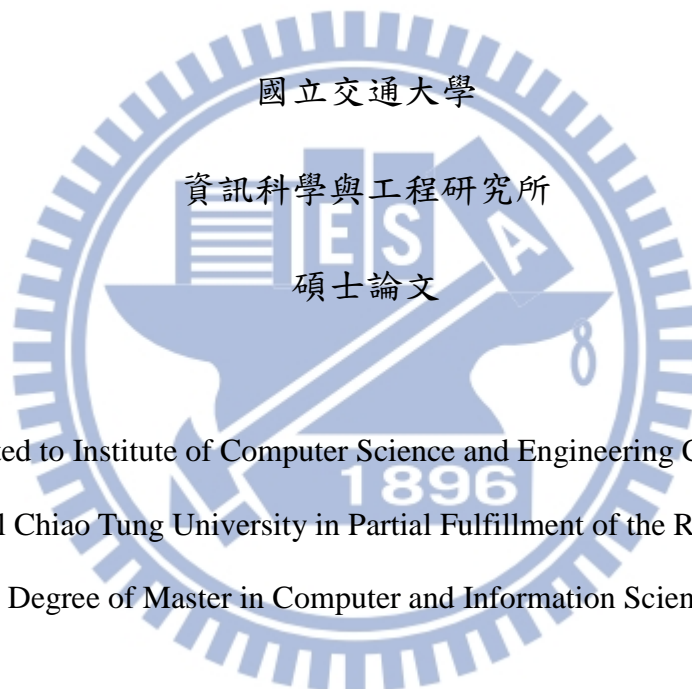 國立交通大學
資訊科學與工程研究所
ESA
碩士論文
8
ted to Institute of Computer Science and Engineering C
1896
l Chiao Tung University in Partial Fulfillment of the R
Degree of Master in Computer and Information Scien